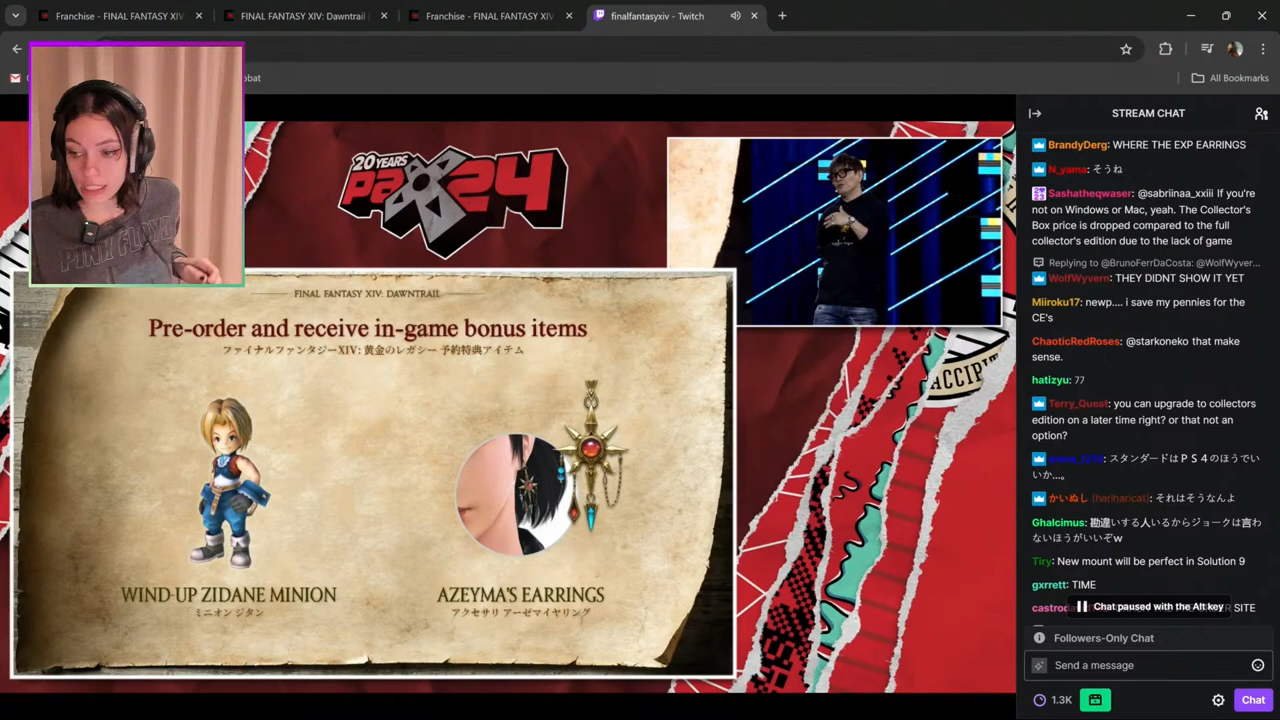 Franchise - FINAL FANTASY XIV
FINAL FANTASY XIV: Dawntrail
Franchise - FINAL FANTASY XIV
finalfantasyxiv - Twitch
All Bookmarks
PINK FLOYD
20 YEARS
PAX24
FINAL FANTASY XIV: DAWNTRAIL
Pre-order and receive in-game bonus items
ファイナルファンタジーXIV: 黄金のレガシー 予約特典アイテム
WIND-UP ZIDANE MINION
ミニオン ジタン
AZEYMA'S EARRINGS
アクセサリ アーゼマイヤリング
ACCIPIT
STREAM CHAT
BrandyDerg: WHERE THE EXP EARRINGS
N_yama: そうね
Sashatheqwaser: @sabriinaa_xxiii If you're
not on Windows or Mac, yeah. The Collector's
Box price is dropped compared to the full
collector's edition due to the lack of game
Replying to @BrunoFerrDaCosta: @WolfWyver...
WolfWyvern: THEY DIDNT SHOW IT YET
Miiroku17: newp.... i save my pennies for the
CE's
ChaoticRedRoses: @starkoneko that make
sense.
hatizyu: 77
Terry_Quest: you can upgrade to collectors
edition on a later time right? or that not an
option?
スタンダードはＰＳ４のほうでい
いか…。
かいぬし (hariharicat): それはそうなんよ
Ghalcimus: 勘違いする人いるからジョークは言わ
ないほうがいいぞw
Tiry: New mount will be perfect in Solution 9
gxrrett: TIME
Chat paused with the Alt key
SITE
Followers-Only Chat
Send a message
1.3K
Chat